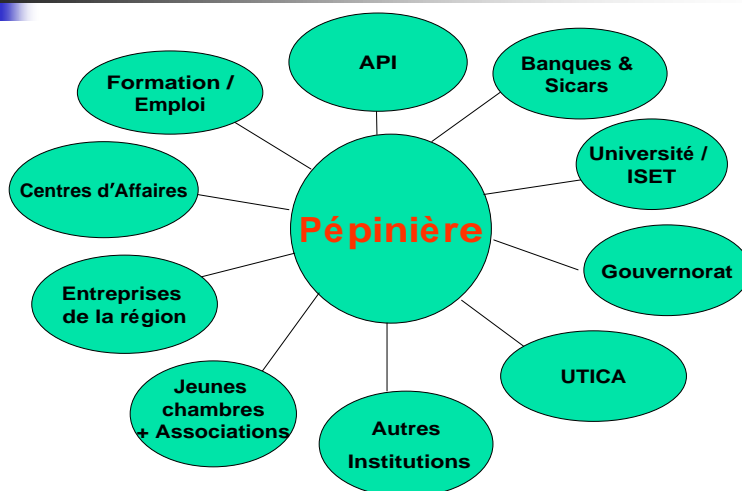 API
Banques &
Sicars
Formation /
Emploi
Université /
ISET
Centres d'Affaires
Pépinière
Gouvernorat
Entreprises
de la région
UTICA
Jeunes
chambres
+ Associations
Autres
Institutions